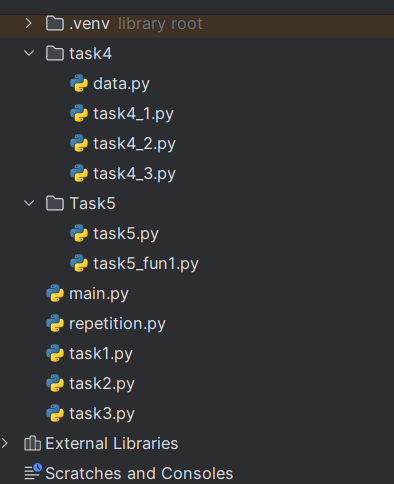 .venv library root
task4
data.py
task4_1.py
task4_2.py
task4_3.py
Task5
task5.py
task5_fun1.py
main.py
repetition.py
task1.py
task2.py
task3.py
External Libraries
Scratches and Consoles